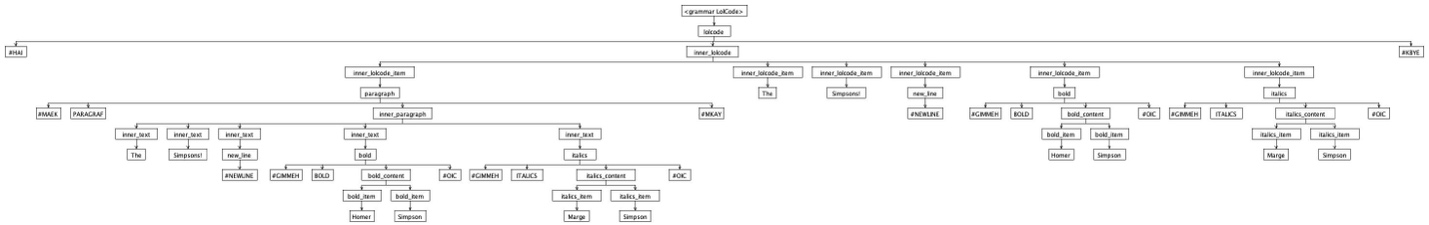 <grammar LolCode>
lolcode
#HAI inner_lolcode #KBYE
inner_lolcode_item inner_lolcode_item inner_lolcode_item inner_lolcode_item inner_lolcode_item inner_lolcode_item
paragraph The Simpsons! new_line bold italics
#MAEK PARAGRAF inner_paragraph #MKAY #NEWLINE #GIMMEH BOLD bold_content #OIC #GIMMEH ITALICS italics_content #OIC
inner_text inner_text inner_text inner_text inner_text bold_item bold_item italics_item italics_item
The Simpsons! new_line bold italics Homer Simpson Marge Simpson
#NEWLINE #GIMMEH BOLD bold_content #OIC #GIMMEH ITALICS italics_content #OIC
bold_item bold_item italics_item italics_item
Homer Simpson Marge Simpson